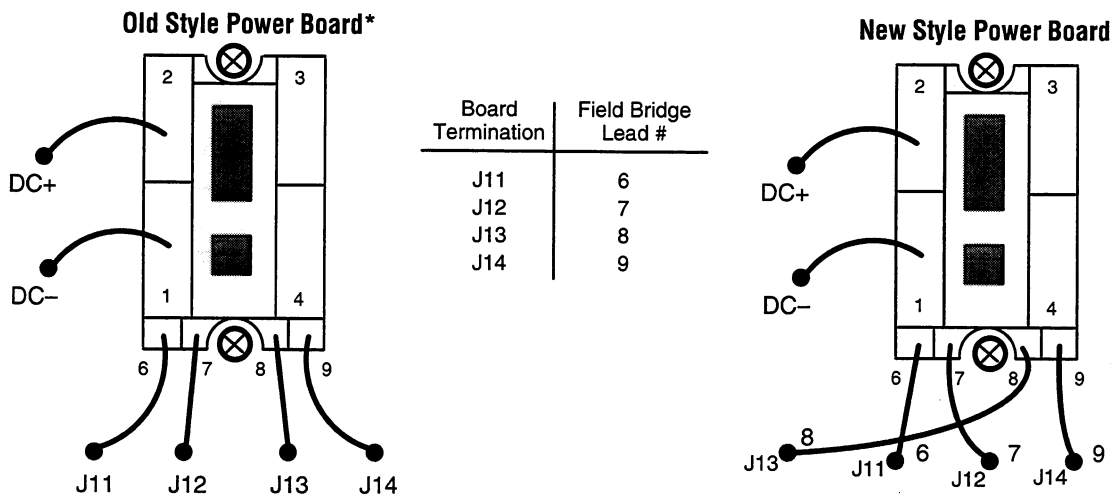 Old Style Power Board*
2
3
DC+
DC–
1
4
6
7
8
9
J11
J12
J13
J14
Board Termination
Field Bridge Lead #
J11 6
J12 7
J13 8
J14 9
New Style Power Board
2
3
DC+
DC–
1
4
6
7
8
9
8
J13
6
J11
7
J12
9
J14